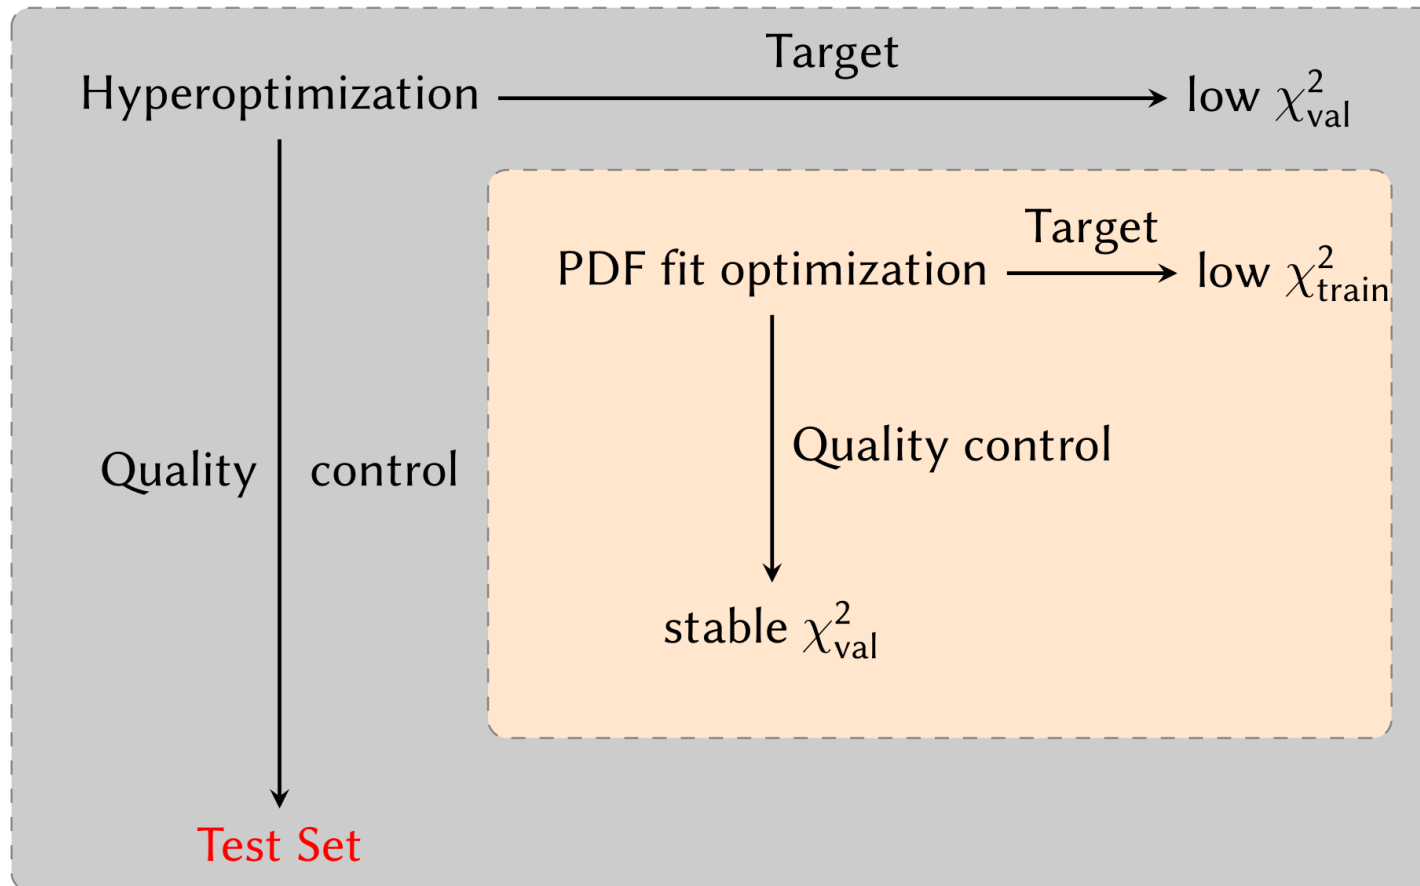 Target
Hyperoptimization low χ²val
Target
PDF fit optimization low χ²train
Quality control
Quality control
stable χ²val
Test Set